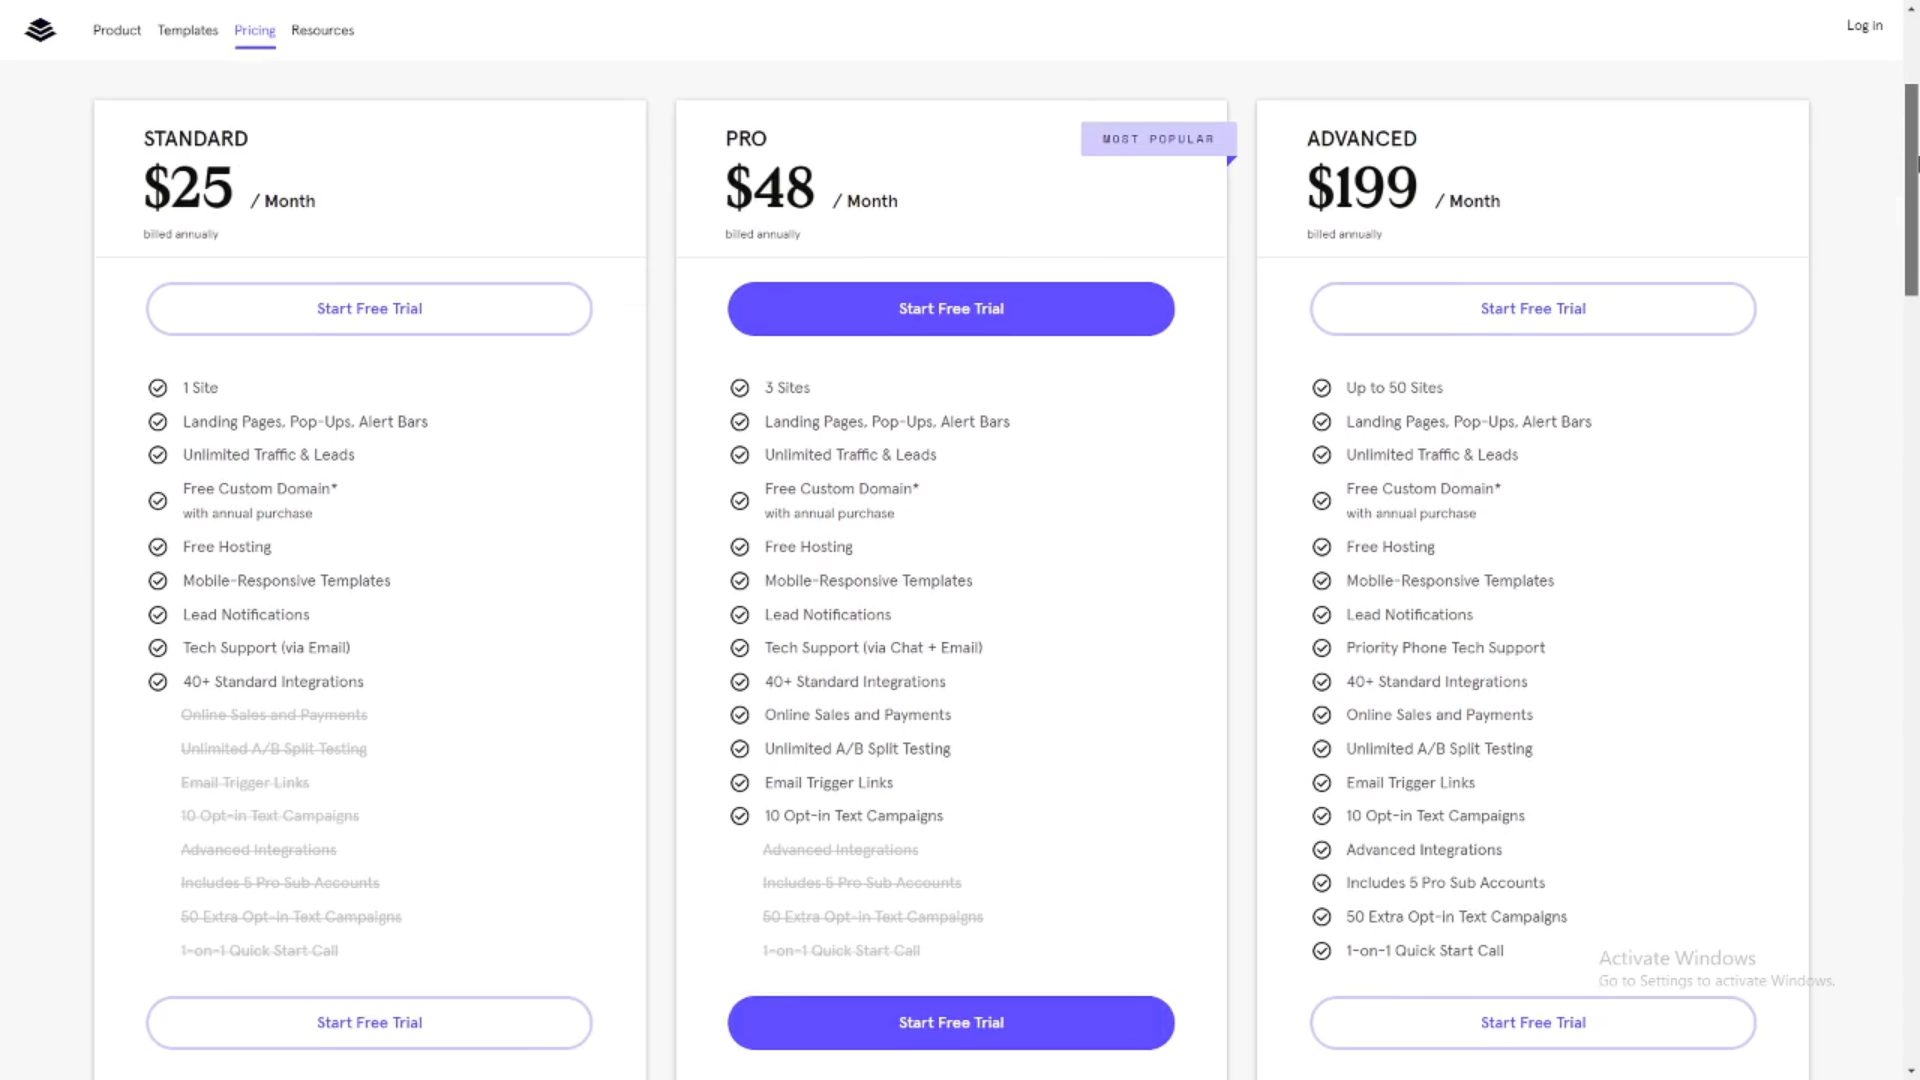 Product Templates Pricing Resources Log in
STANDARD
$25 / Month
billed annually
Start Free Trial
1 Site
Landing Pages, Pop-Ups, Alert Bars
Unlimited Traffic & Leads
Free Custom Domain*
with annual purchase
Free Hosting
Mobile-Responsive Templates
Lead Notifications
Tech Support (via Email)
40+ Standard Integrations
Online Sales and Payments
Unlimited A/B Split Testing
Email Trigger Links
10 Opt-in Text Campaigns
Advanced Integrations
Includes 5 Pro Sub Accounts
50 Extra Opt-in Text Campaigns
1-on-1 Quick Start Call
Start Free Trial
PRO
MOST POPULAR
$48 / Month
billed annually
Start Free Trial
3 Sites
Landing Pages, Pop-Ups, Alert Bars
Unlimited Traffic & Leads
Free Custom Domain*
with annual purchase
Free Hosting
Mobile-Responsive Templates
Lead Notifications
Tech Support (via Chat + Email)
40+ Standard Integrations
Online Sales and Payments
Unlimited A/B Split Testing
Email Trigger Links
10 Opt-in Text Campaigns
Advanced Integrations
Includes 5 Pro Sub Accounts
50 Extra Opt-in Text Campaigns
1-on-1 Quick Start Call
Start Free Trial
ADVANCED
$199 / Month
billed annually
Start Free Trial
Up to 50 Sites
Landing Pages, Pop-Ups, Alert Bars
Unlimited Traffic & Leads
Free Custom Domain*
with annual purchase
Free Hosting
Mobile-Responsive Templates
Lead Notifications
Priority Phone Tech Support
40+ Standard Integrations
Online Sales and Payments
Unlimited A/B Split Testing
Email Trigger Links
10 Opt-in Text Campaigns
Advanced Integrations
Includes 5 Pro Sub Accounts
50 Extra Opt-in Text Campaigns
1-on-1 Quick Start Call
Start Free Trial
Activate Windows
Go to Settings to activate Windows.